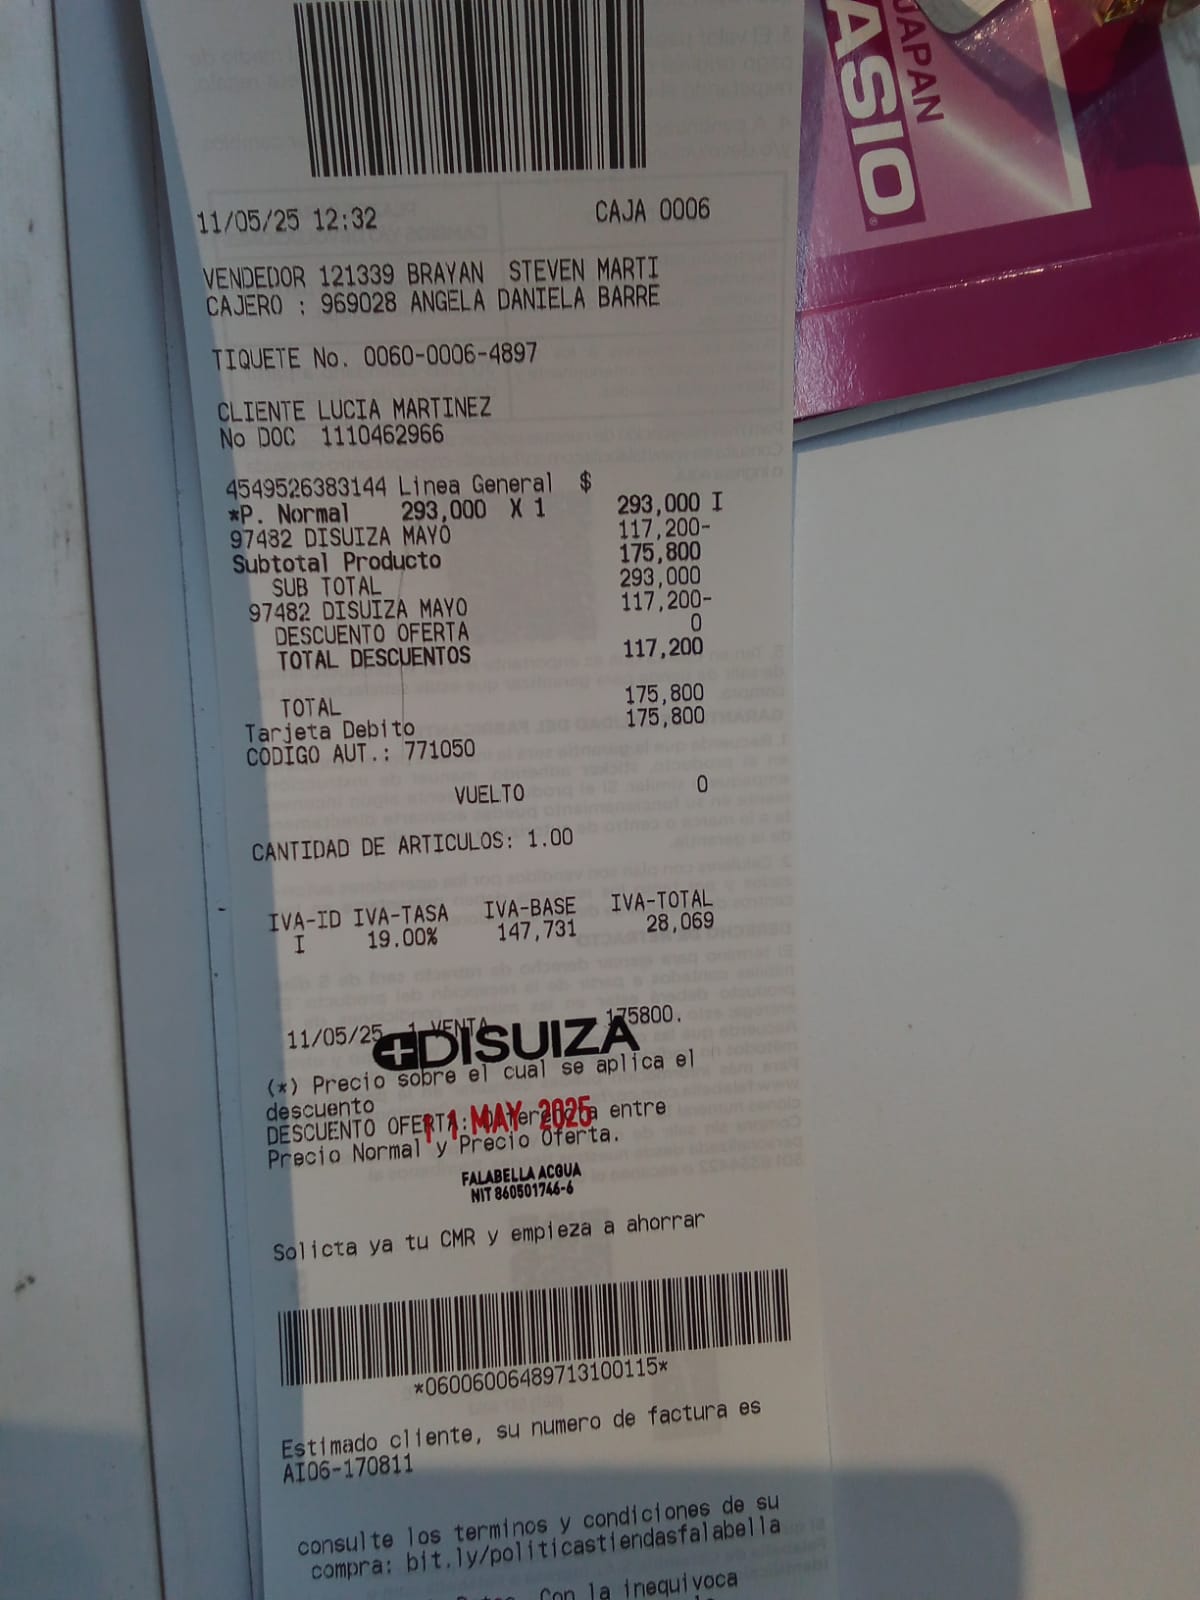 JAPAN
CASIO
11/05/25 12:32 CAJA 0006
VENDEDOR 121339 BRAYAN STEVEN MARTI
CAJERO : 969028 ANGELA DANIELA BARRE
TIQUETE No. 0060-0006-4897
CLIENTE LUCIA MARTINEZ
No DOC 1110462966
4549526383144 Linea General $
*P. Normal 293,000 X 1 293,000 I
97482 DISUIZA MAYO 117,200-
Subtotal Producto 175,800
SUB TOTAL 293,000
97482 DISUIZA MAYO 117,200-
DESCUENTO OFERTA 0
TOTAL DESCUENTOS 117,200
TOTAL 175,800
Tarjeta Debito 175,800
CODIGO AUT.: 771050
VUELTO 0
CANTIDAD DE ARTICULOS: 1.00
IVA-ID IVA-TASA IVA-BASE IVA-TOTAL
I 19.00% 147,731 28,069
11/05/25 1 VENTA 175800.
DISUIZA
(*) Precio sobre el cual se aplica el
descuento
DESCUENTO OFERTA: Diferencia entre
11 MAY 2025
Precio Normal y Precio Oferta.
FALABELLA ACQUA
NIT 860501746-6
Solicta ya tu CMR y empieza a ahorrar
*06006006489713100115*
Estimado cliente, su numero de factura es
AI06-170811
consulte los terminos y condiciones de su
compra: bit.ly/politicastiendasfalabella
Con la inequivoca